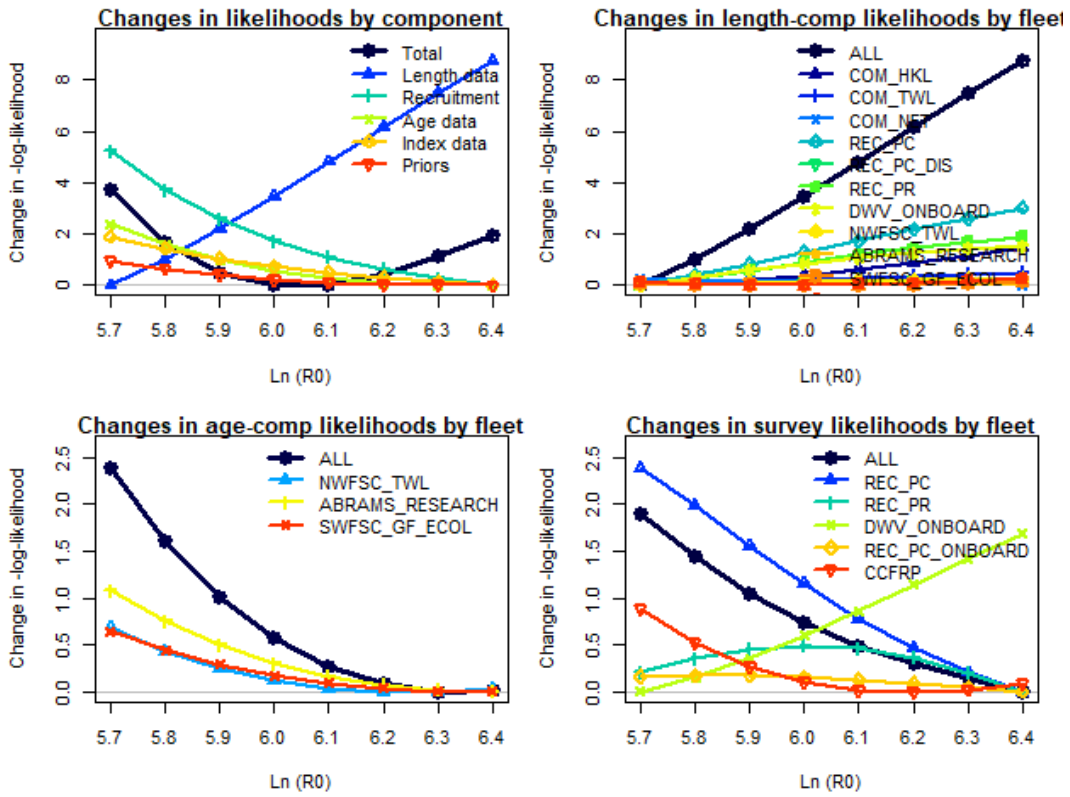 Changes in likelihoods by component
Change in -log-likelihood
8
6
4
2
0
Total
Length data
Recruitment
Age data
Index data
Priors
5.7 5.8 5.9 6.0 6.1 6.2 6.3 6.4
Ln (R0)
Changes in length-comp likelihoods by fleet
Change in -log-likelihood
8
6
4
2
0
ALL
COM_HKL
COM_TWL
COM_NET
REC_PC
REC_PC_DIS
REC_PR
DWV_ONBOARD
NWFSC_TWL
ABRAMS_RESEARCH
SWFSC_GF_ECOL
5.7 5.8 5.9 6.0 6.1 6.2 6.3 6.4
Ln (R0)
Changes in age-comp likelihoods by fleet
Change in -log-likelihood
2.5
2.0
1.5
1.0
0.5
0.0
ALL
NWFSC_TWL
ABRAMS_RESEARCH
SWFSC_GF_ECOL
5.7 5.8 5.9 6.0 6.1 6.2 6.3 6.4
Ln (R0)
Changes in survey likelihoods by fleet
Change in -log-likelihood
2.5
2.0
1.5
1.0
0.5
0.0
ALL
REC_PC
REC_PR
DWV_ONBOARD
REC_PC_ONBOARD
CCFRP
5.7 5.8 5.9 6.0 6.1 6.2 6.3 6.4
Ln (R0)